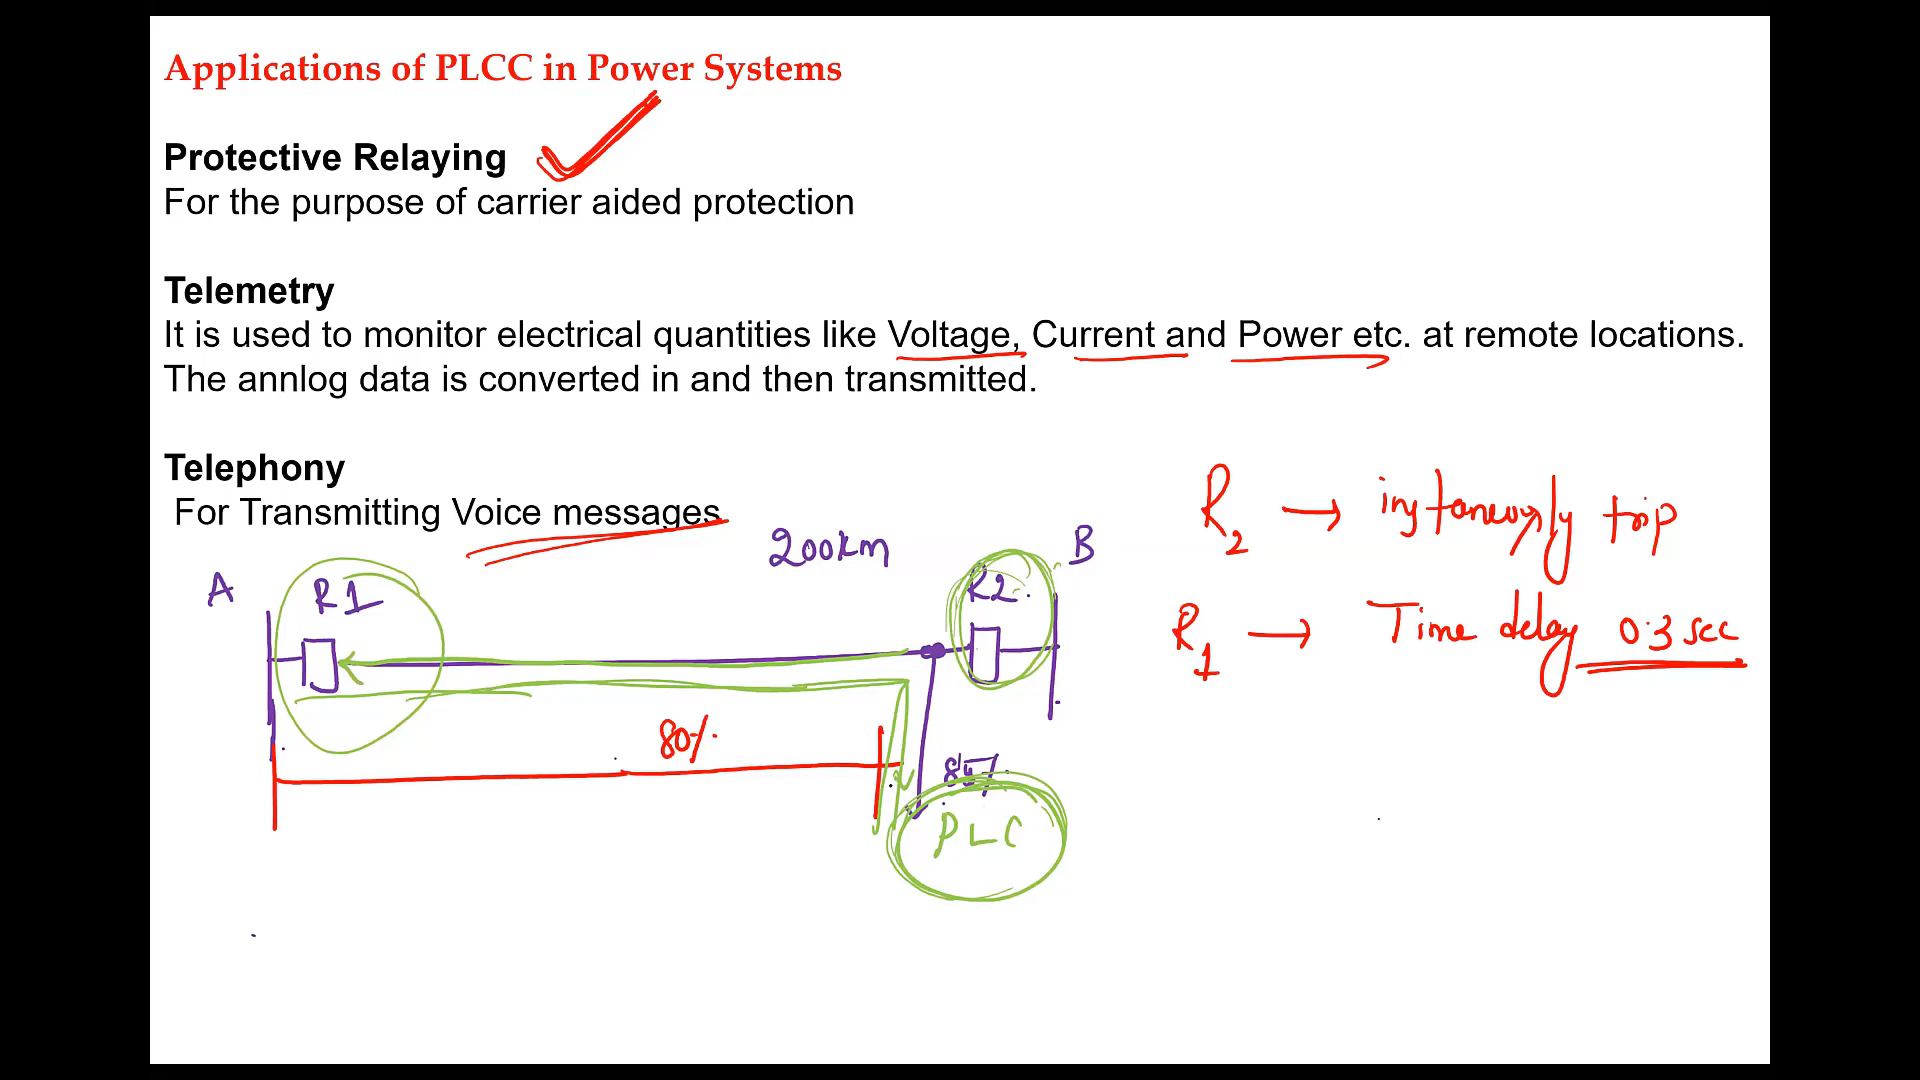 Applications of PLCC in Power Systems
Protective Relaying
For the purpose of carrier aided protection
Telemetry
It is used to monitor electrical quantities like Voltage, Current and Power etc. at remote locations.
The annlog data is converted in and then transmitted.
Telephony
For Transmitting Voice messages
R2 → instaneously trip
200km
B
A
R1
R2
R1 → Time delay 0.3 sec
80%
PLC